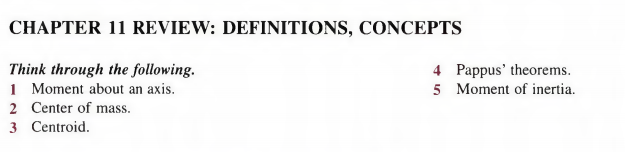 CHAPTER 11 REVIEW: DEFINITIONS, CONCEPTS
Think through the following.
1 Moment about an axis.
2 Center of mass.
3 Centroid.
4 Pappus' theorems.
5 Moment of inertia.